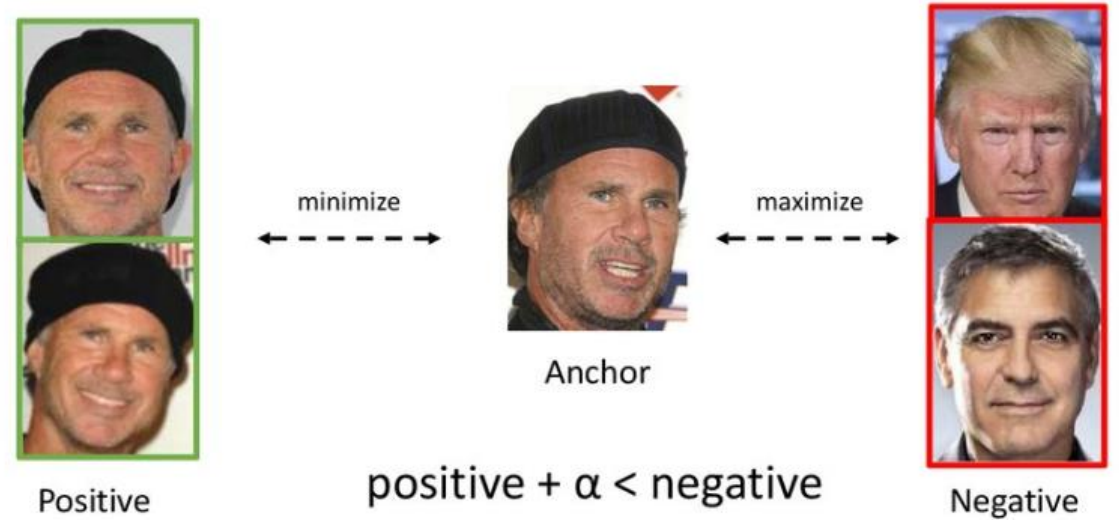 minimize
maximize
Anchor
positive + α < negative
Positive
Negative